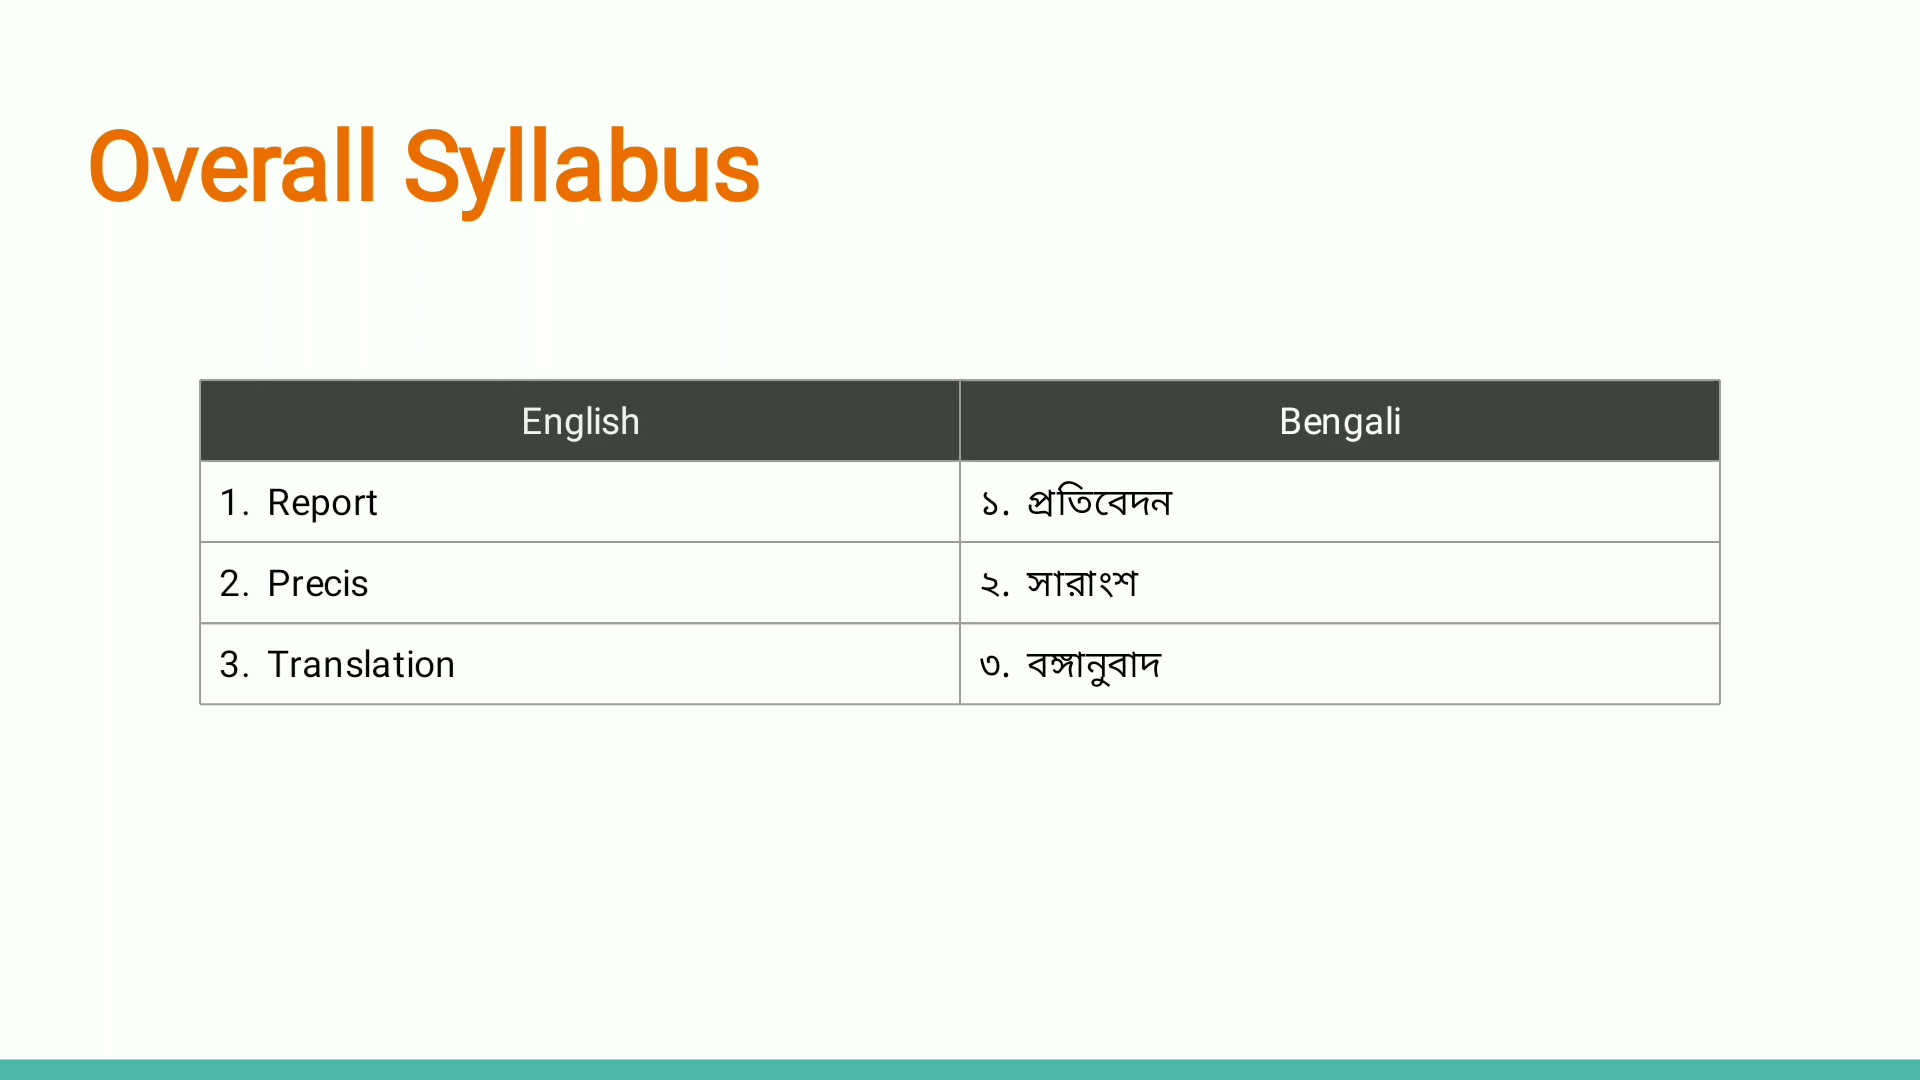 Overall Syllabus
English Bengali
1. Report ১. প্রতিবেদন
2. Precis ২. সারাংশ
3. Translation ৩. বঙ্গানুবাদ